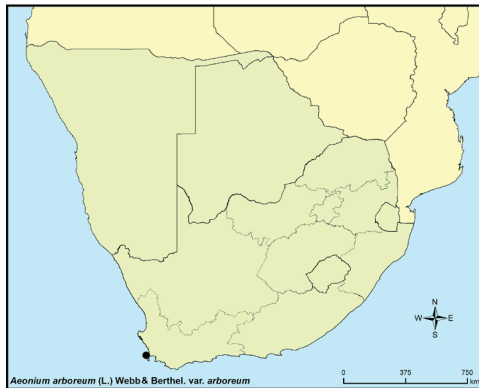 N
W E
S
0 375 750
km
Aeonium arboreum (L.) Webb & Berthel. var. arboreum